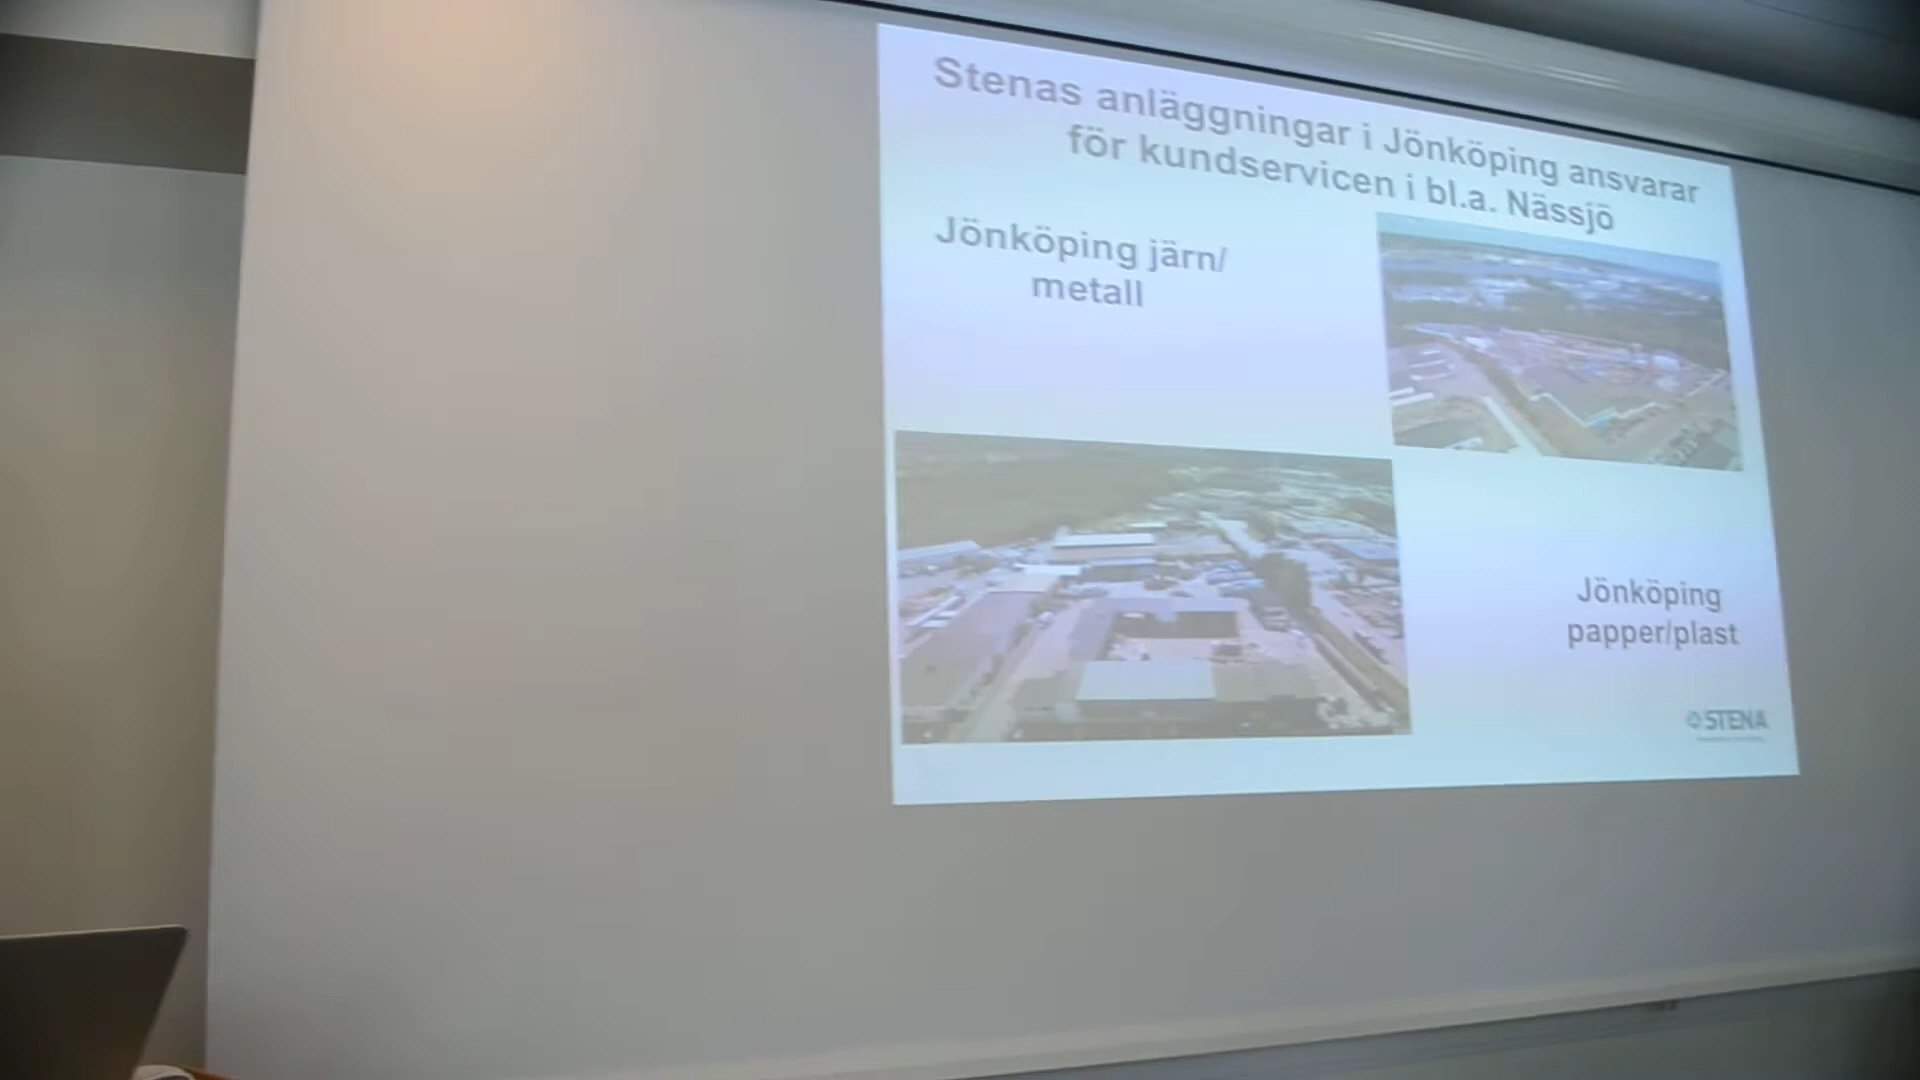 Stenas anläggningar i Jönköping ansvarar
för kundservicen i bl.a. Nässjö
Jönköping järn/
metall
Jönköping
papper/plast
STENA